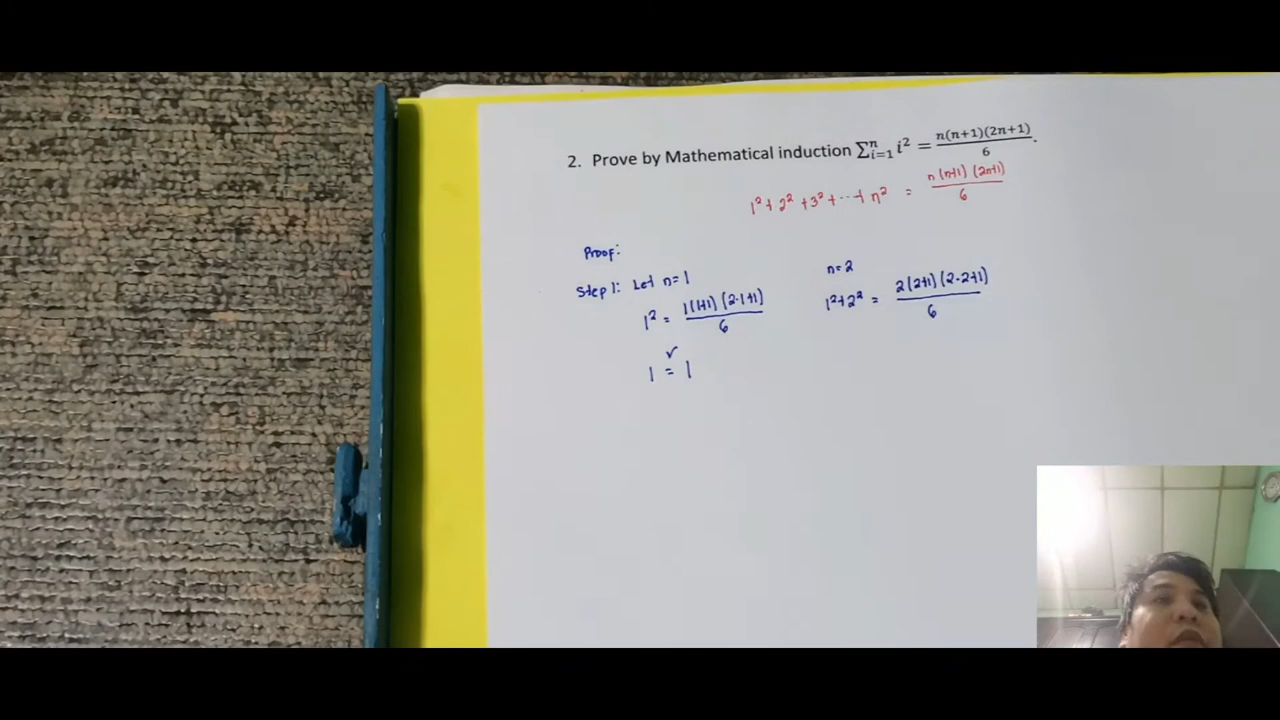 2. Prove by Mathematical induction ∑ⁿᵢ₌₁ i² = n(n+1)(2n+1)/6.
1² + 2² + 3² + ... + n² = n(n+1)(2n+1)/6
Proof:
Step 1: Let n=1
1² = 1(1+1)(2·1+1)/6
✓
1 = 1
n=2
1²+2² = 2(2+1)(2·2+1)/6